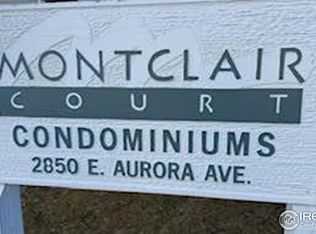 MONTCLAIR
COURT
CONDOMINIUMS
2850 E. AURORA AVE.